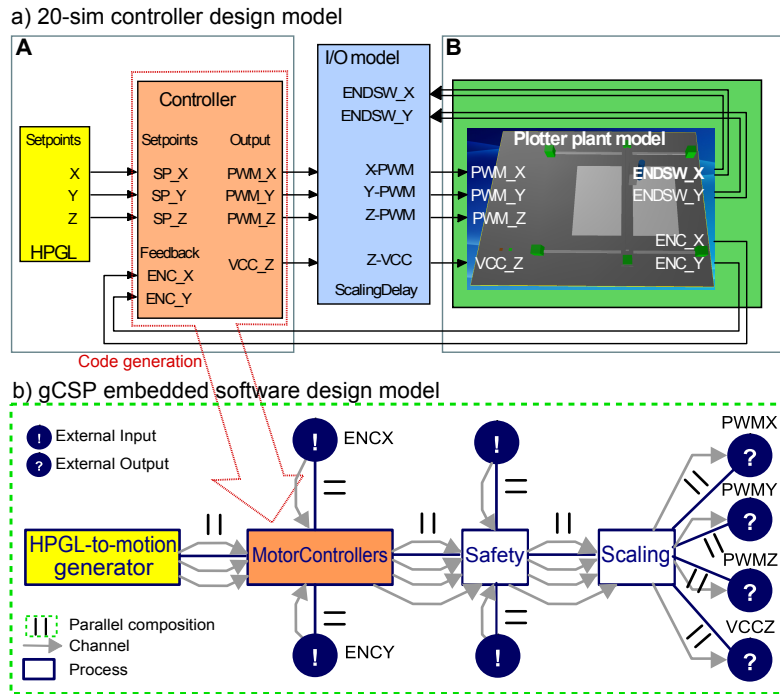 a) 20-sim controller design model
A
I/O model
B
Controller
ENDSW_X
ENDSW_Y
Setpoints
Setpoints
Output
Plotter plant model
X
SP_X
PWM_X
X-PWM
PWM_X
ENDSW_X
Y
SP_Y
PWM_Y
Y-PWM
PWM_Y
ENDSW_Y
Z
SP_Z
PWM_Z
Z-PWM
PWM_Z
HPGL
Feedback
ENC_X
ENC_X
VCC_Z
Z-VCC
VCC_Z
ENC_Y
ENC_Y
ScalingDelay
Code generation
b) gCSP embedded software design model
! External Input
? External Output
! ENCX
!
PWMX
?
PWMY
?
HPGL-to-motion
generator
MotorControllers
Safety
Scaling
PWMZ
?
VCCZ
?
! ENCY
!
Parallel composition
Channel
Process